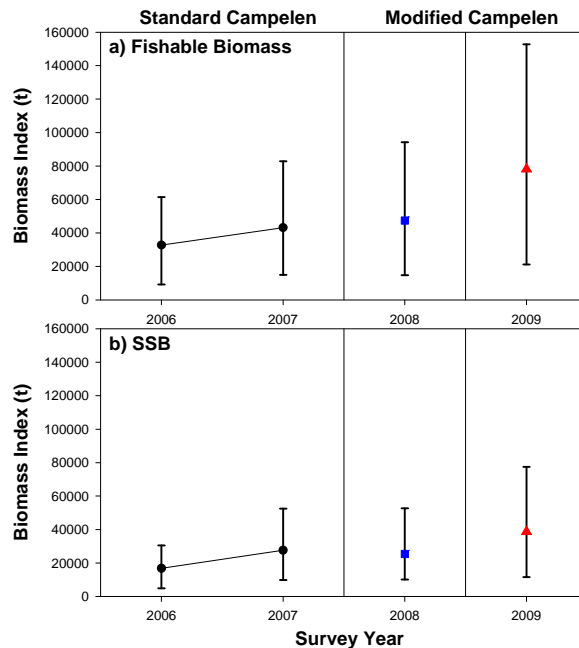 Standard Campelen Modified Campelen
a) Fishable Biomass
160000
140000
120000
100000
80000
60000
40000
20000
0
Biomass Index (t)
2006 2007 2008 2009
b) SSB
160000
140000
120000
100000
80000
60000
40000
20000
0
Biomass Index (t)
2006 2007 2008 2009
Survey Year